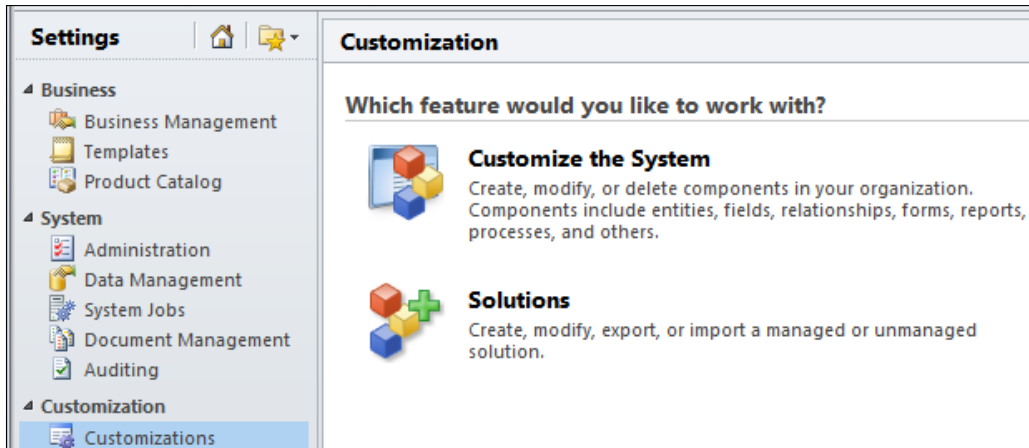 Settings
Business
Business Management
Templates
Product Catalog
System
Administration
Data Management
System Jobs
Document Management
Auditing
Customization
Customizations
Customization
Which feature would you like to work with?
Customize the System
Create, modify, or delete components in your organization.
Components include entities, fields, relationships, forms, reports,
processes, and others.
Solutions
Create, modify, export, or import a managed or unmanaged
solution.